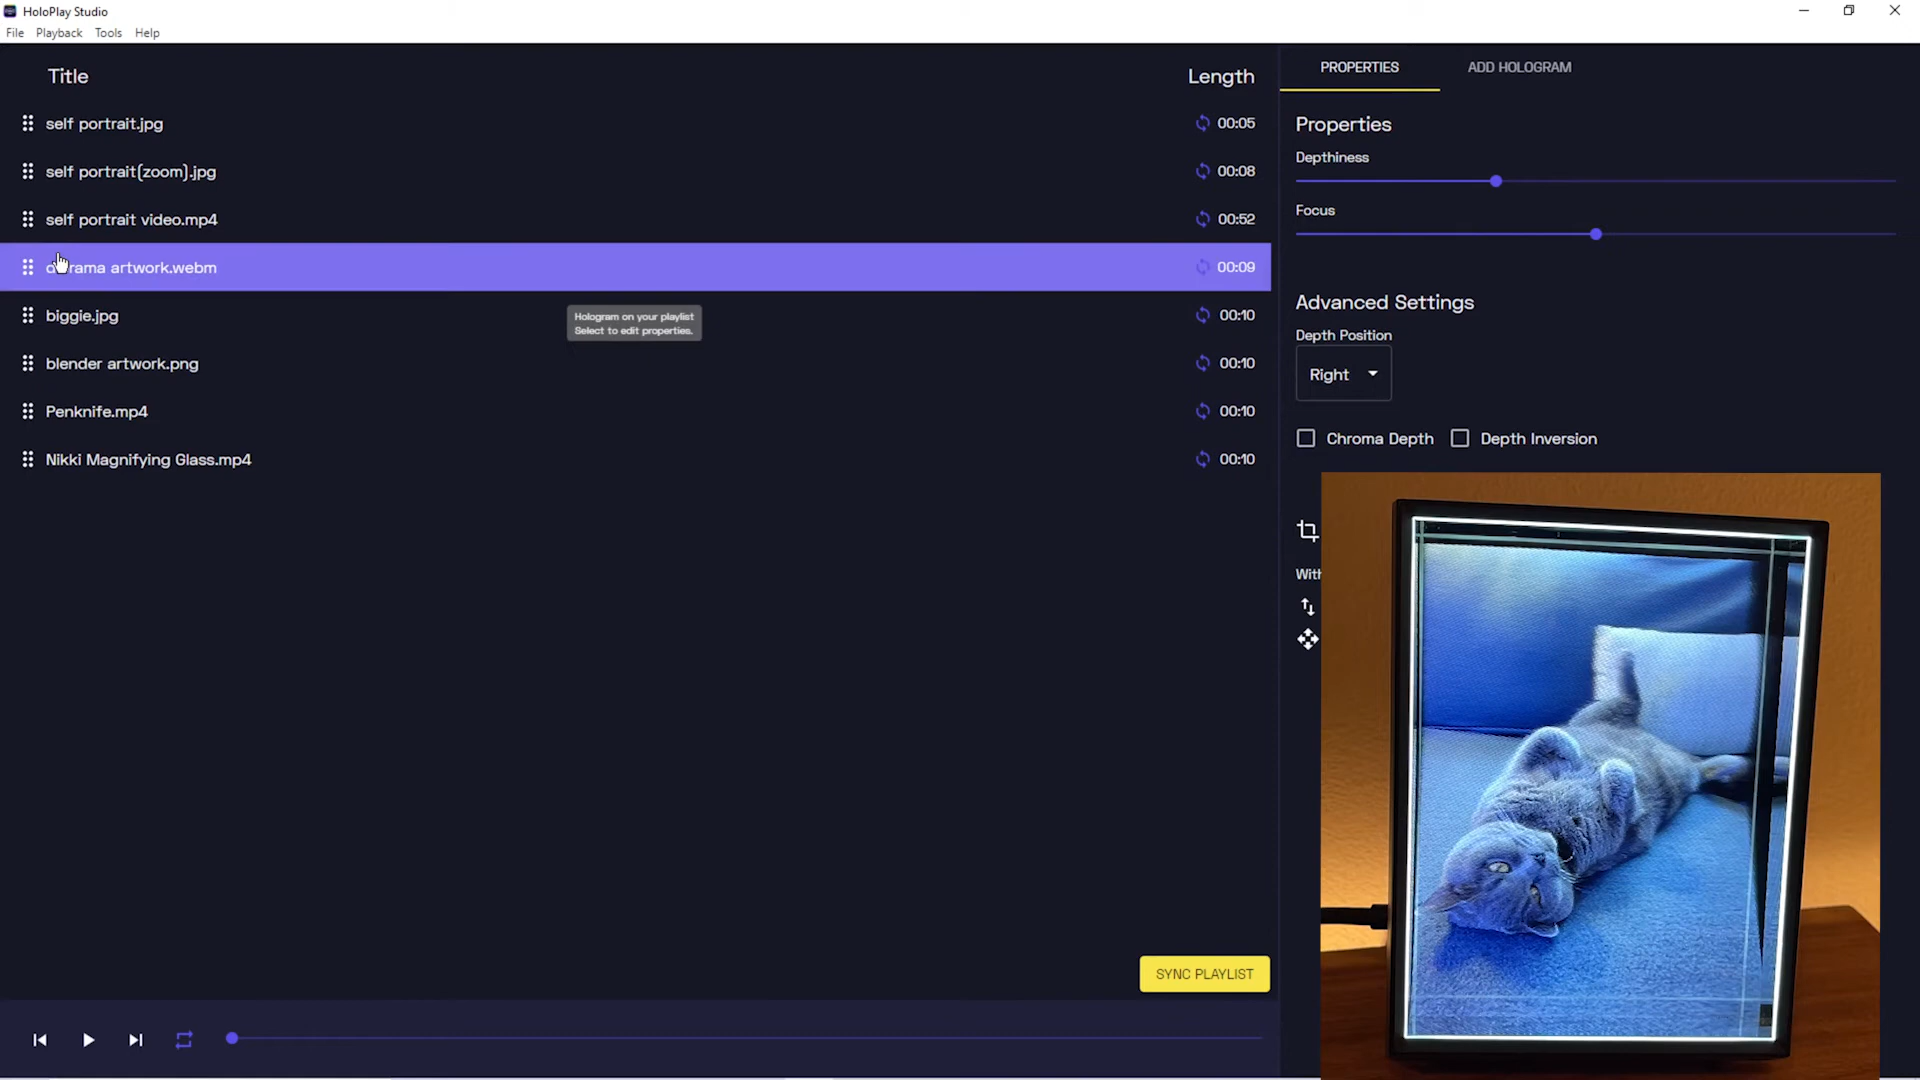 HoloPlay Studio
File Playback Tools Help
Title Length
self portrait.jpg 00:05
self portrait(zoom).jpg 00:08
self portrait video.mp4 00:52
artwork.webm 00:09
biggie.jpg 00:10
blender artwork.png 00:10
Penknife.mp4 00:10
Nikki Magnifying Glass.mp4 00:10
Hologram on your playlist
Select to edit properties.
SYNC PLAYLIST
PROPERTIES ADD HOLOGRAM
Properties
Depthiness
Focus
Advanced Settings
Depth Position
Right
Chroma Depth Depth Inversion
With